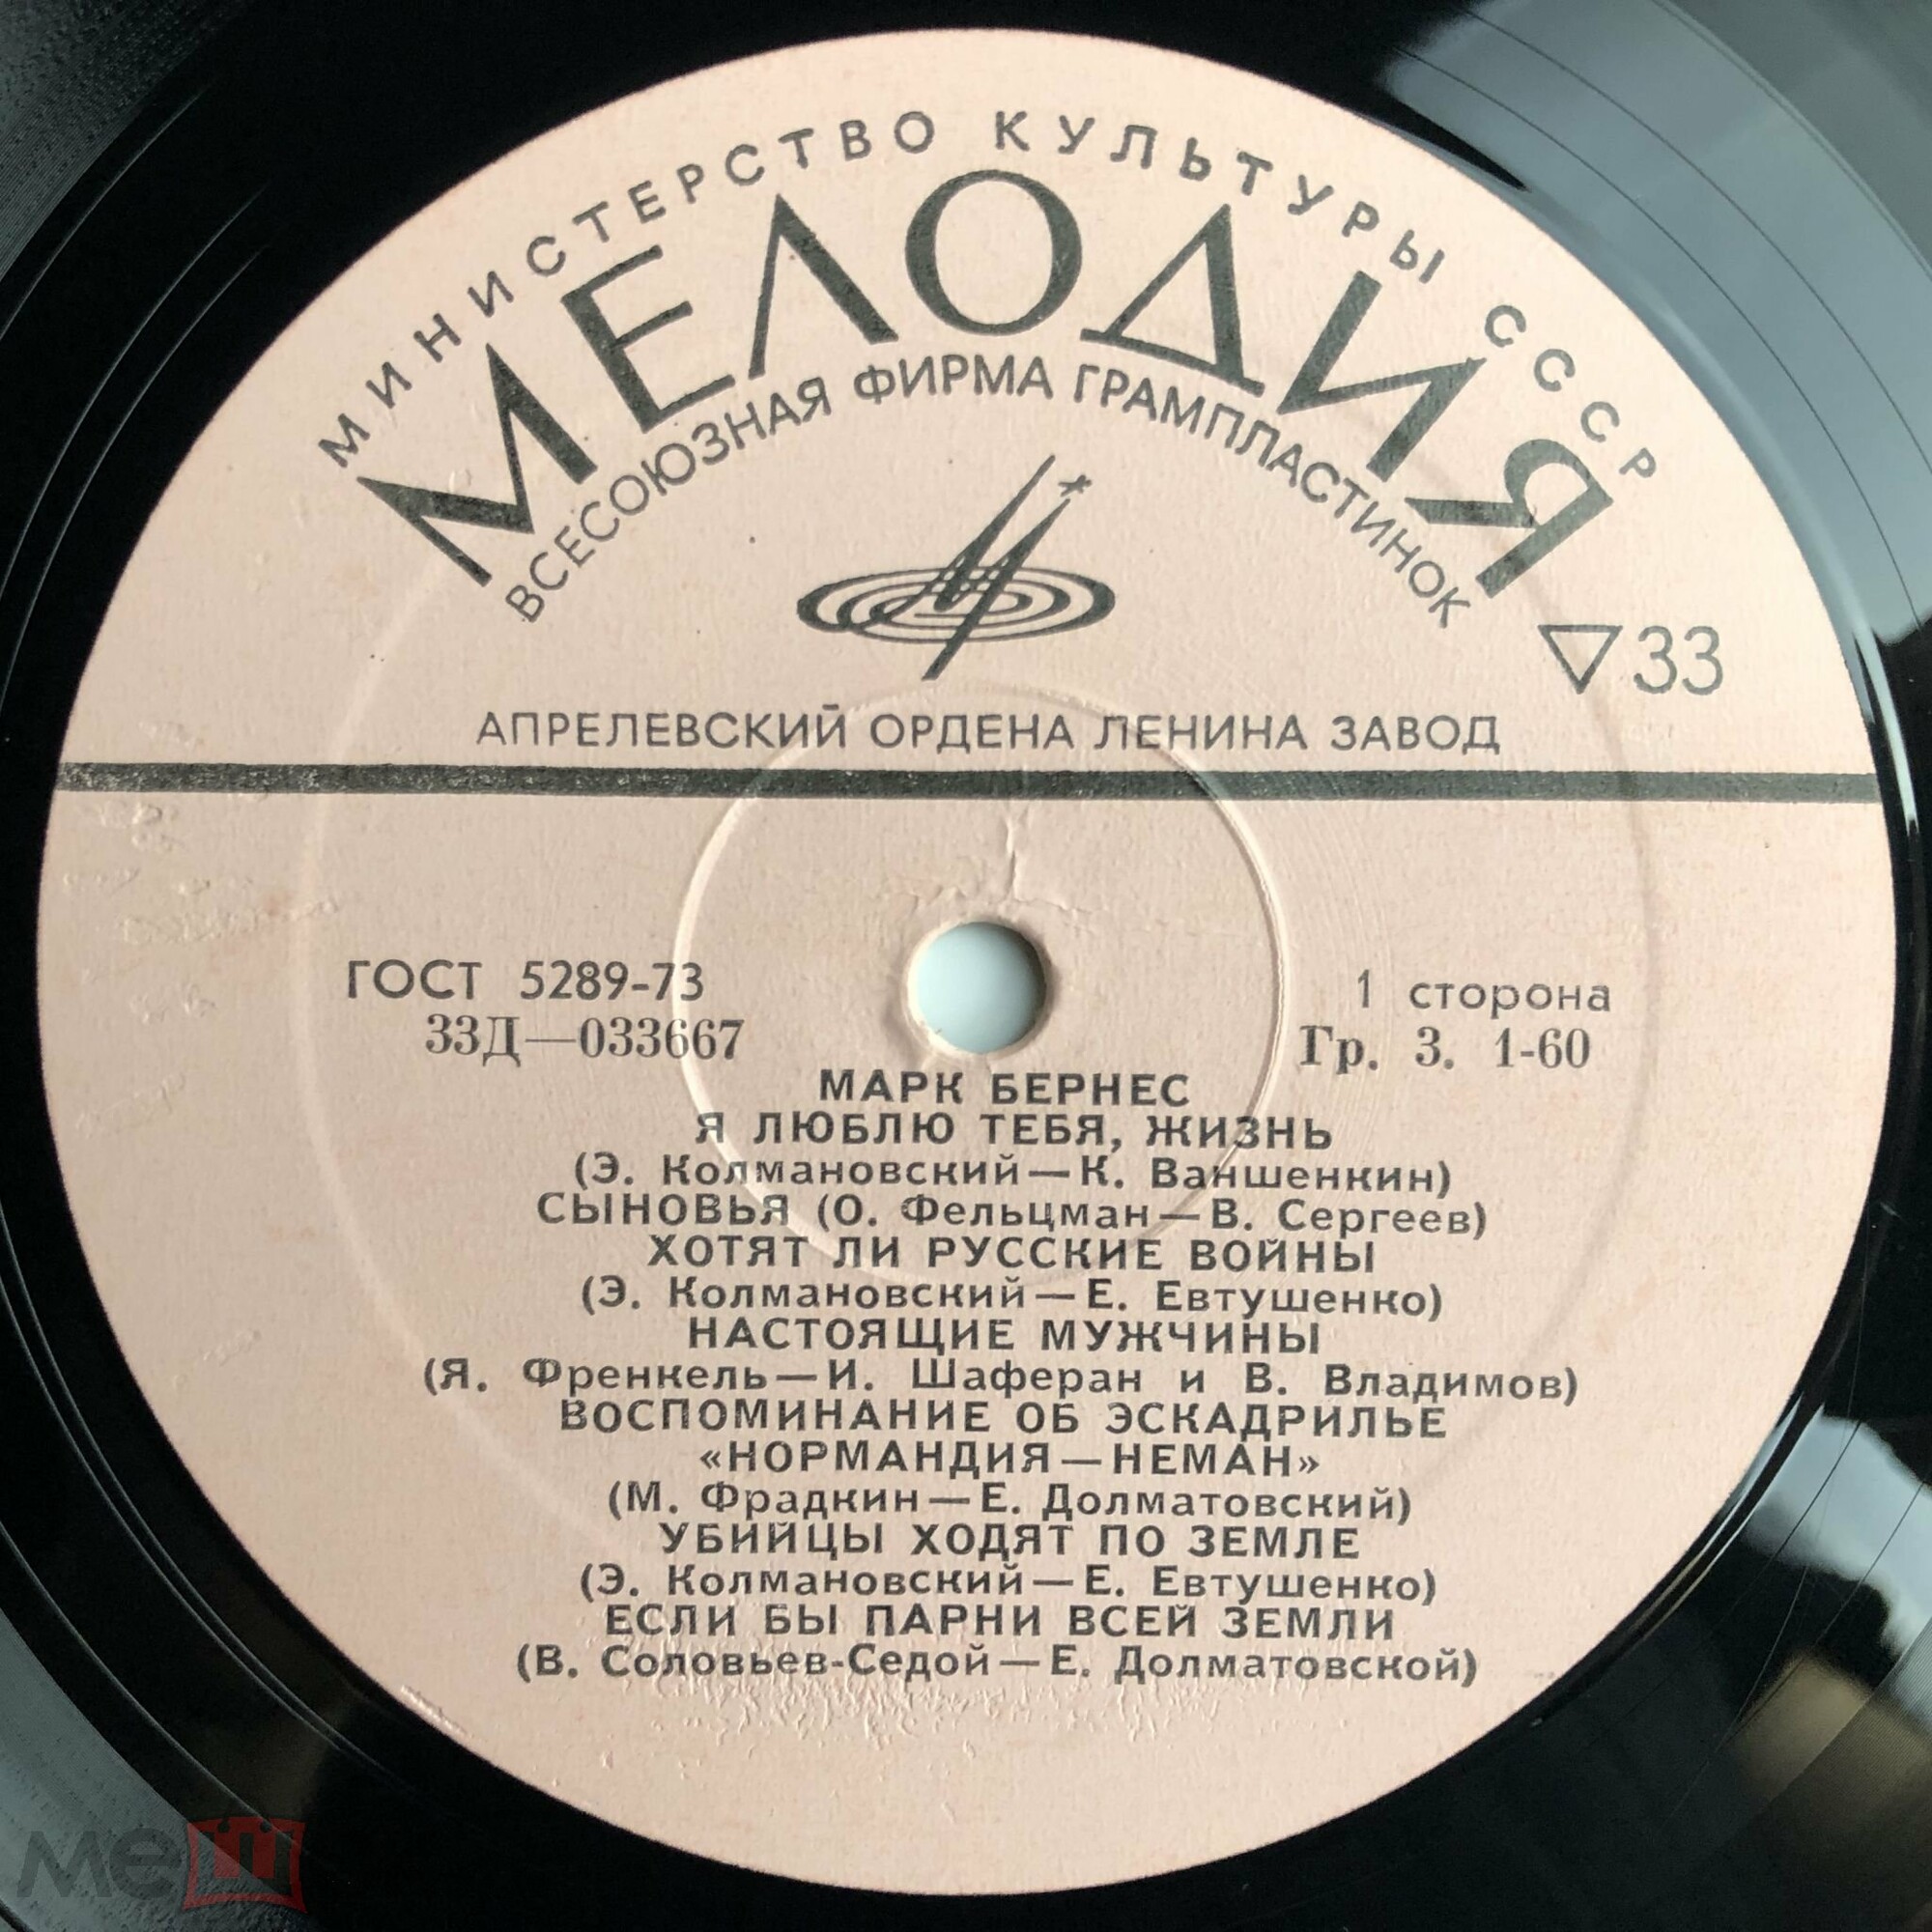 МИНИСТЕРСТВО КУЛЬТУРЫ СССР
МЕЛОДИЯ
ВСЕСОЮЗНАЯ ФИРМА ГРАМПЛАСТИНОК
33
АПРЕЛЕВСКИЙ ОРДЕНА ЛЕНИНА ЗАВОД
ГОСТ 5289-73
1 сторона
33Д—033667
Гр. 3. 1-60
МАРК БЕРНЕС
Я ЛЮБЛЮ ТЕБЯ, ЖИЗНЬ
(Э. Колмановский—К. Ваншенкин)
СЫНОВЬЯ (О. Фельцман—В. Сергеев)
ХОТЯТ ЛИ РУССКИЕ ВОЙНЫ
(Э. Колмановский—Е. Евтушенко)
НАСТОЯЩИЕ МУЖЧИНЫ
(Я. Френкель—И. Шаферан и В. Владимов)
ВОСПОМИНАНИЕ ОБ ЭСКАДРИЛЬЕ
«НОРМАНДИЯ—НЕМАН»
(М. Фрадкин—Е. Долматовский)
УБИЙЦЫ ХОДЯТ ПО ЗЕМЛЕ
(Э. Колмановский—Е. Евтушенко)
ЕСЛИ БЫ ПАРНИ ВСЕЙ ЗЕМЛИ
(В. Соловьев-Седой—Е. Долматовской)
меш